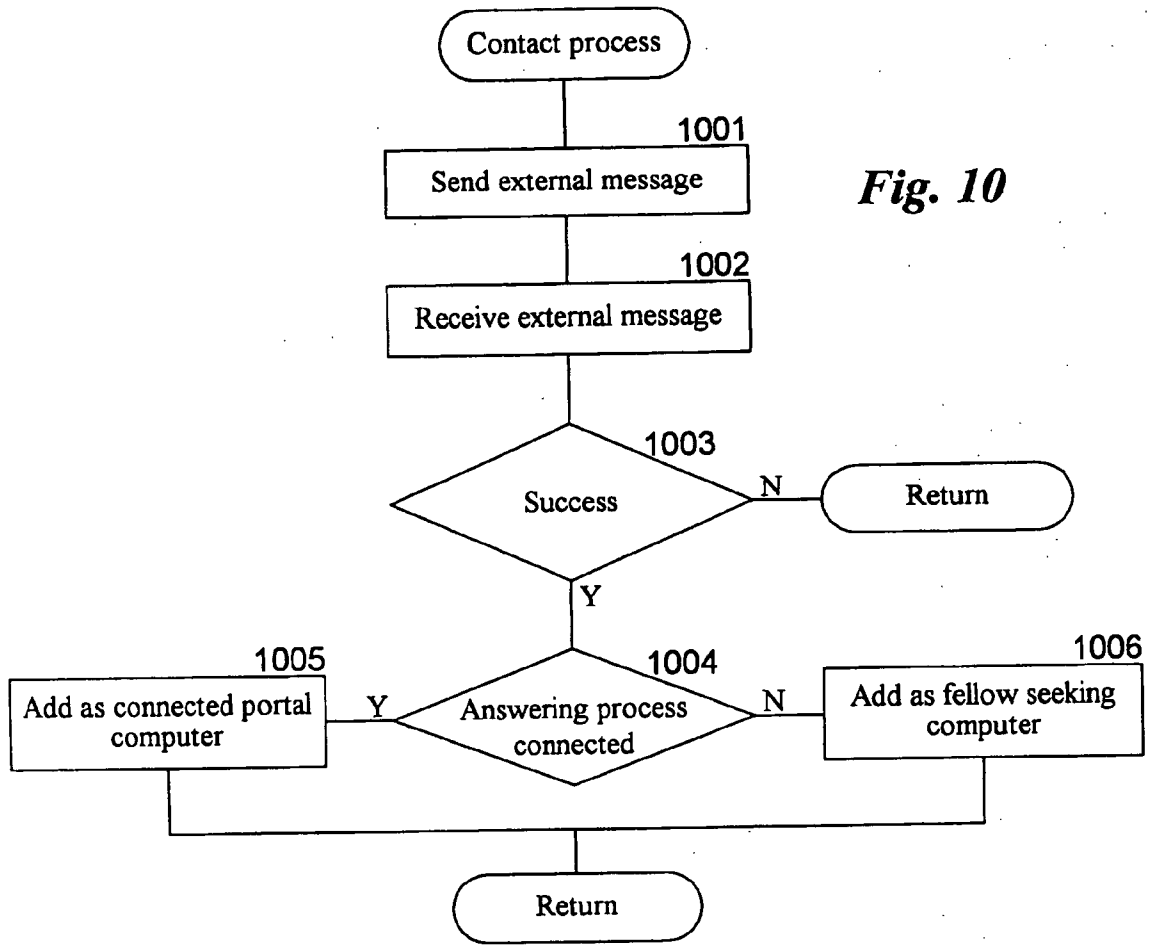 Contact process
1001
Send external message
Fig. 10
1002
Receive external message
1003
Success
N
Return
Y
1005
Add as connected portal
computer
Y
1004
Answering process
connected
N
1006
Add as fellow seeking
computer
Return